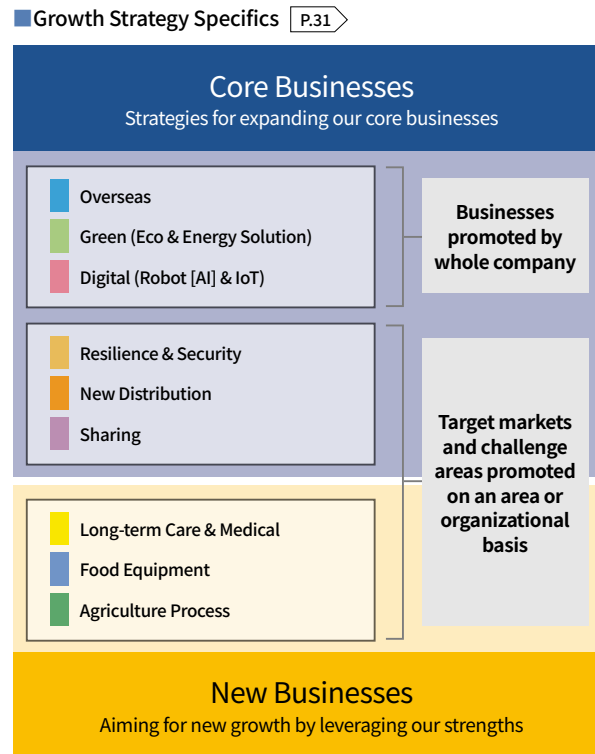 Growth Strategy Specifics P.31
Core Businesses
Strategies for expanding our core businesses
Overseas
Green (Eco & Energy Solution)
Digital (Robot [AI] & IoT)
Businesses
promoted by
whole company
Resilience & Security
New Distribution
Sharing
Long-term Care & Medical
Food Equipment
Agriculture Process
Target markets
and challenge
areas promoted
on an area or
organizational
basis
New Businesses
Aiming for new growth by leveraging our strengths